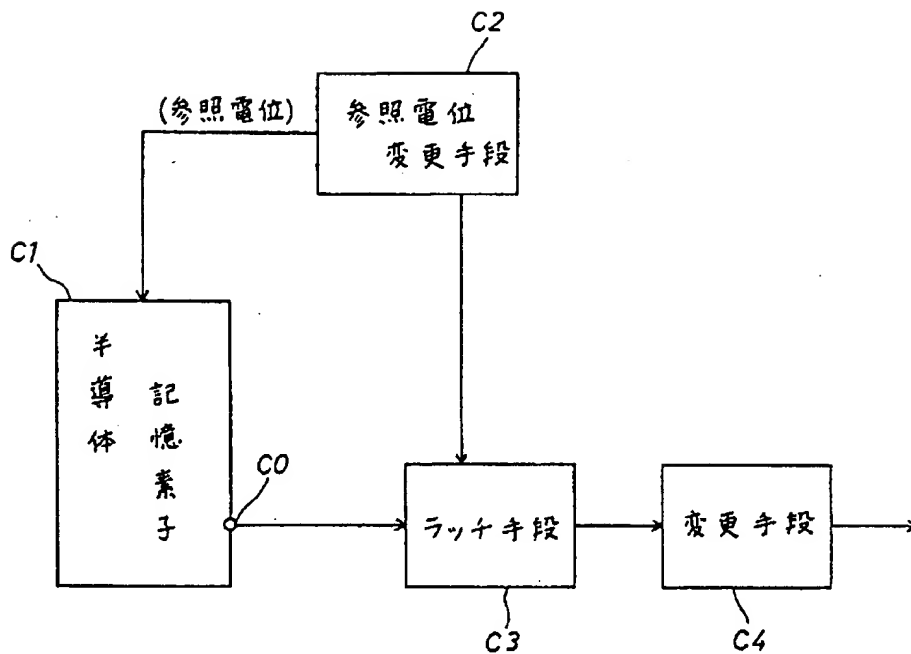 C2
(参照電位)
参照電位
変更手段
C1
半導体
記憶素子
C0
ラッチ手段
変更手段
C3
C4